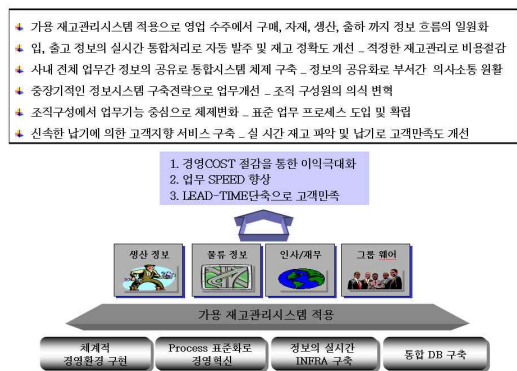 가용 재고관리시스템 적용으로 영업 수주에서 구매, 자재, 생산, 출하 까지 정보 흐름의 일원화
입, 출고 정보의 실시간 통합처리로 자동 발주 및 재고 정확도 개선 – 적정한 재고관리로 비용절감
사내 전체 업무간 정보의 공유로 통합시스템 체제 구축 – 정보의 공유화로 부서간 의사소통 원활
중장기적인 정보시스템 구축전략으로 업무개선 – 조직 구성원의 의식 변혁
조직구성에서 업무기능 중심으로 체제변화 – 표준 업무 프로세스 도입 및 확립
신속한 납기에 의한 고객지향 서비스 구축 – 실 시간 재고 파악 및 납기로 고객만족도 개선
1. 경영COST 절감을 통한 이익극대화
2. 업무 SPEED 향상
3. LEAD-TIME단축으로 고객만족
생산 정보
물류 정보
인사/재무
그룹 웨어
가용 재고관리시스템 적용
체계적
경영환경 구현
Process 표준화로
경영혁신
정보의 실시간
INFRA 구축
통합 DB 구축